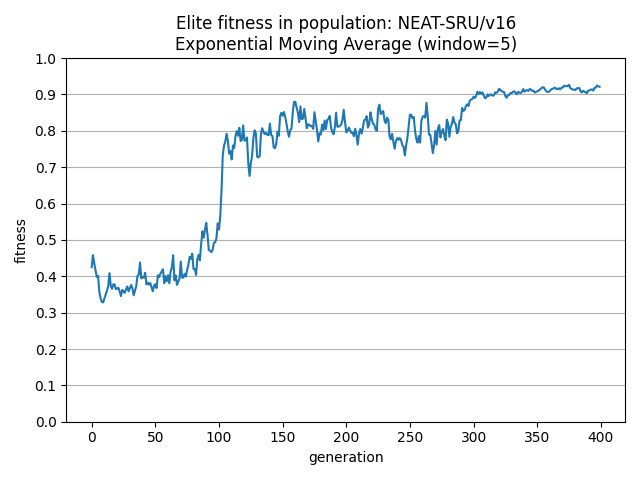 Elite fitness in population: NEAT-SRU/v16
Exponential Moving Average (window=5)
1.0
0.9
0.8
0.7
0.6
0.5
0.4
0.3
0.2
0.1
0.0
fitness
0 50 100 150 200 250 300 350 400
generation